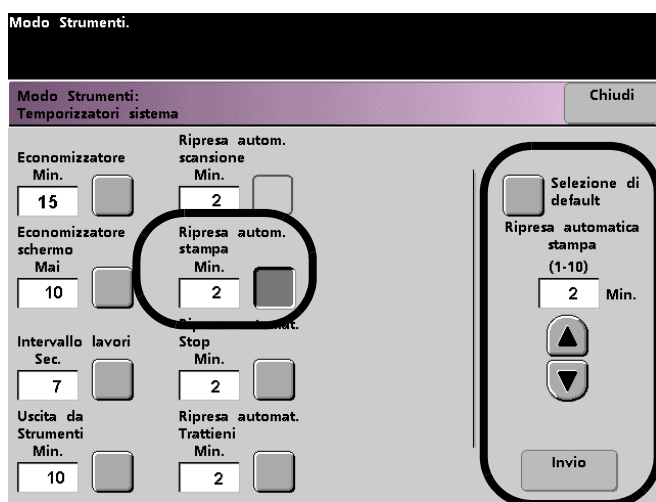 Modo Strumenti.
Modo Strumenti:
Temporizzatori sistema
Chiudi
Economizzatore
Min.
15
Economizzatore
schermo
Mai
10
Intervallo lavori
Sec.
7
Uscita da
Strumenti
Min.
10
Ripresa autom.
scansione
Min.
2
Ripresa autom.
stampa
Min.
2
Stop
Min.
2
Ripresa automat.
Trattieni
Min.
2
Selezione di
default
Ripresa automatica
stampa
(1-10)
2 Min.
Invio